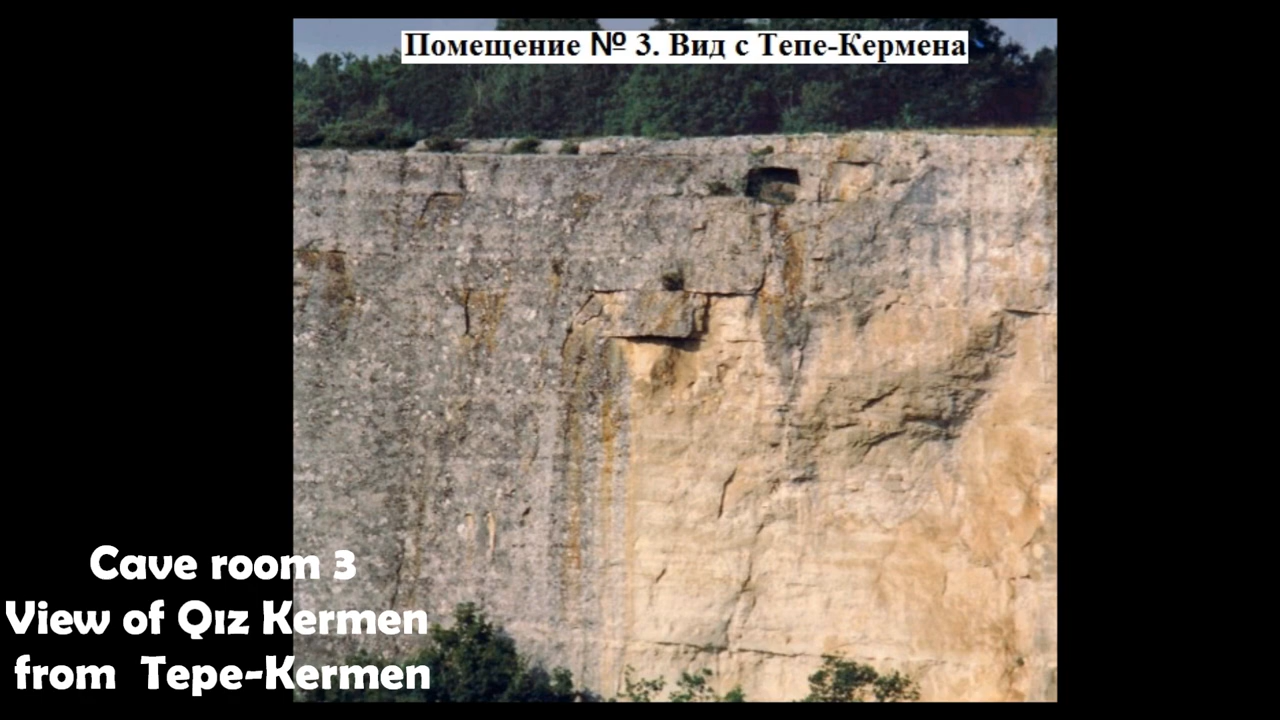 Помещение № 3. Вид с Тепе-Кермена
Cave room 3
View of Qız Kermen
from Tepe-Kermen